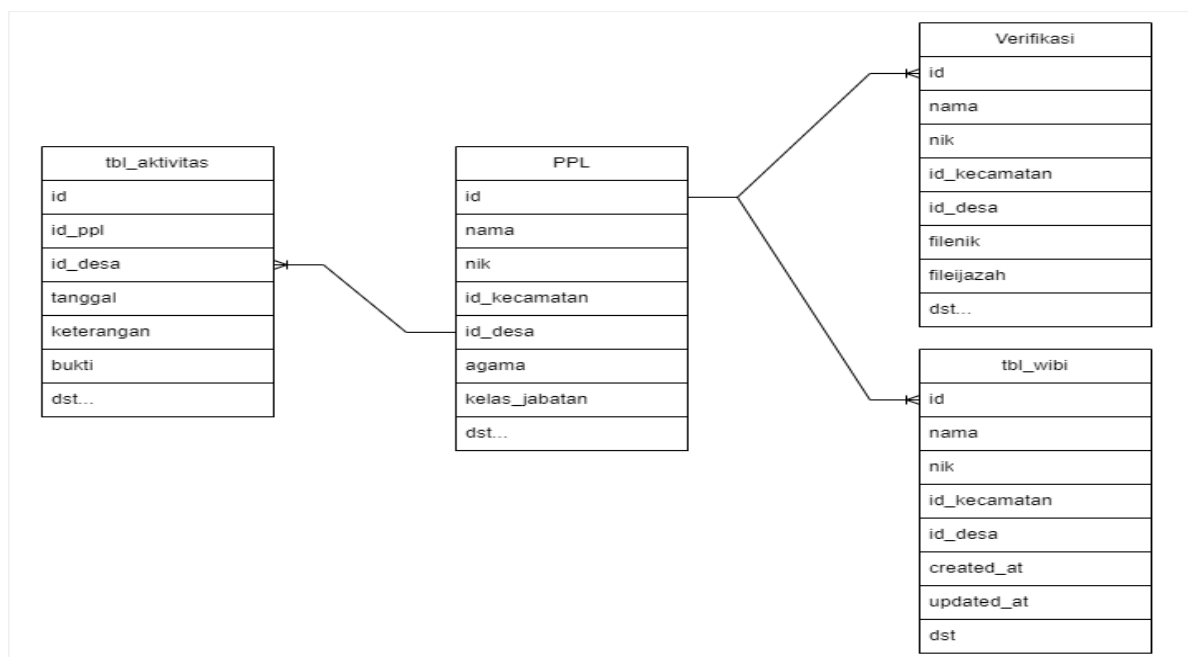 tbl_aktivitas
id
id_ppl
id_desa
tanggal
keterangan
bukti
dst...
PPL
id
nama
nik
id_kecamatan
id_desa
agama
kelas_jabatan
dst...
Verifikasi
id
nama
nik
id_kecamatan
id_desa
filenik
fileijazah
dst...
tbl_wibi
id
nama
nik
id_kecamatan
id_desa
created_at
updated_at
dst